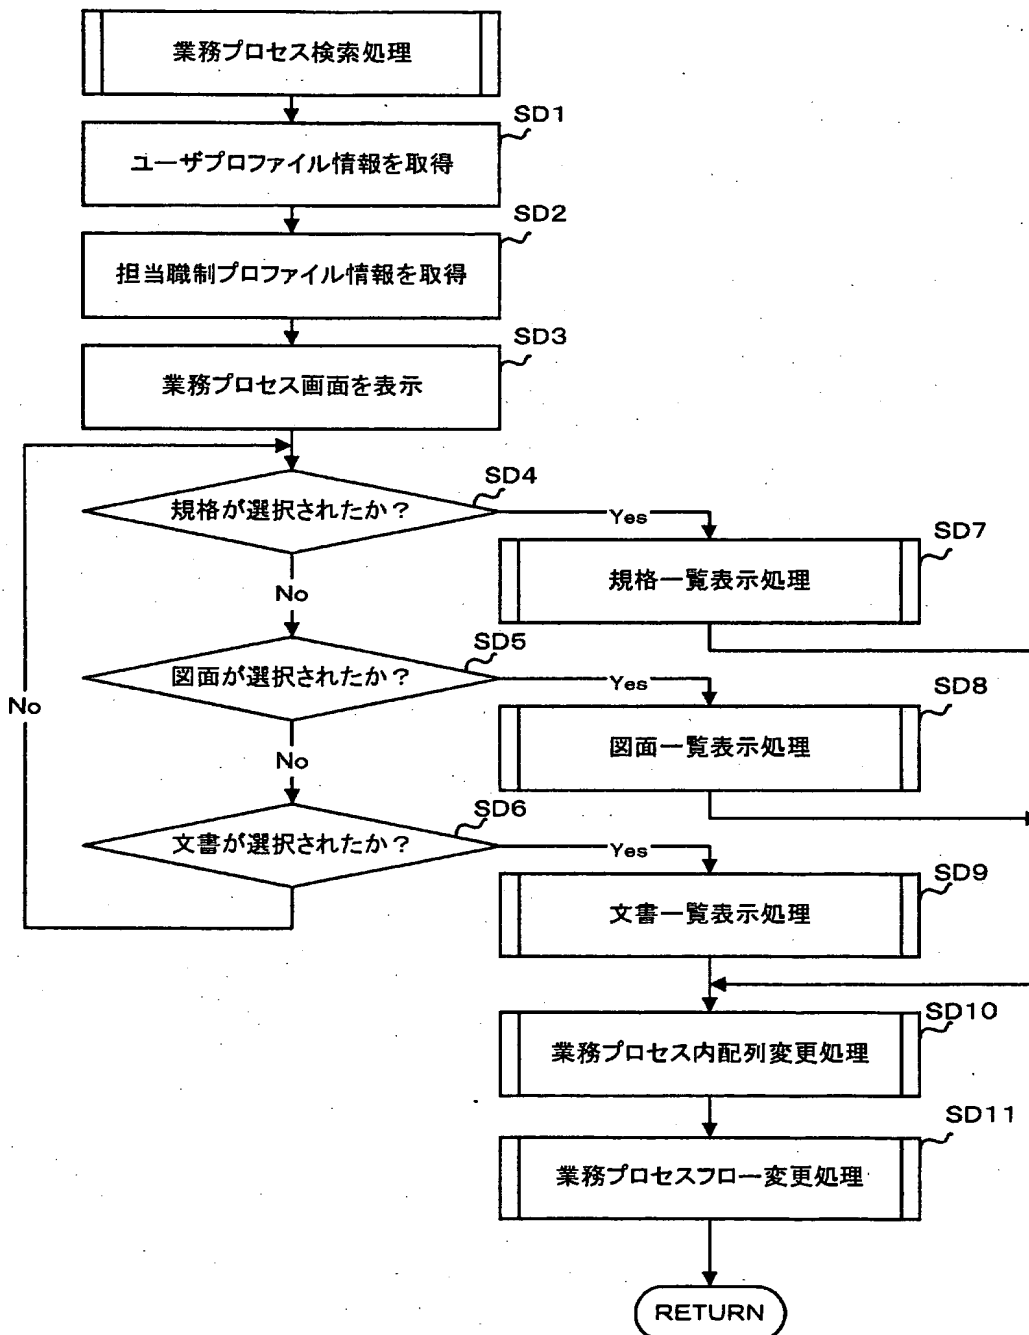 業務プロセス検索処理
SD1
ユーザプロファイル情報を取得
SD2
担当職制プロファイル情報を取得
SD3
業務プロセス画面を表示
SD4
規格が選択されたか？
Yes
SD7
規格一覧表示処理
No
SD5
図面が選択されたか？
Yes
SD8
図面一覧表示処理
No
No
SD6
文書が選択されたか？
Yes
SD9
文書一覧表示処理
SD10
業務プロセス内配列変更処理
SD11
業務プロセスフロー変更処理
RETURN